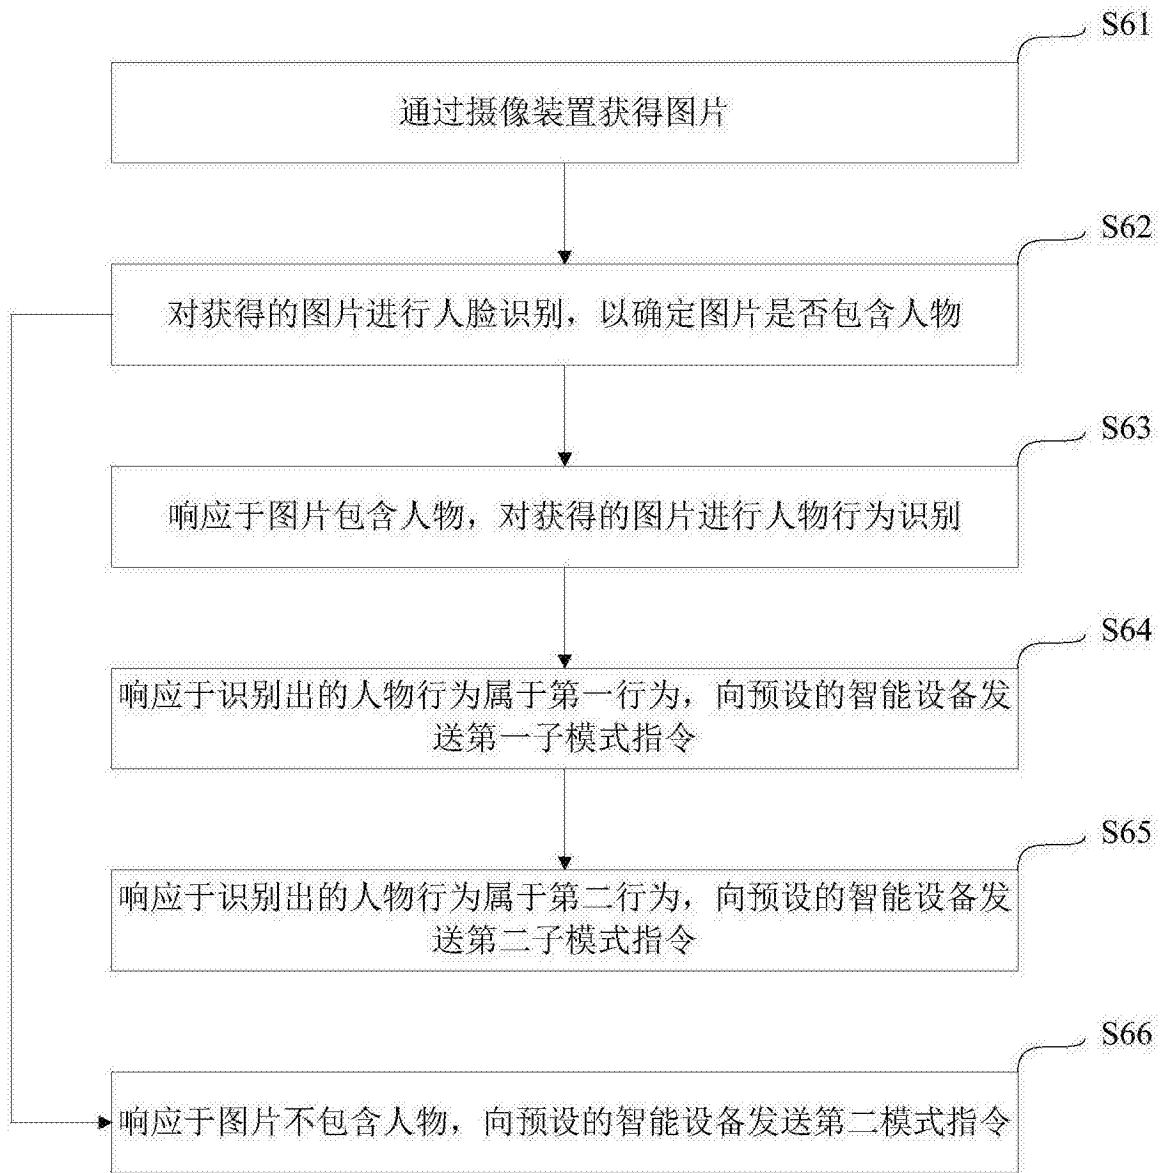 S61
通过摄像装置获得图片
S62
对获得的图片进行人脸识别，以确定图片是否包含人物
S63
响应于图片包含人物，对获得的图片进行人物行为识别
S64
响应于识别出的人物行为属于第一行为，向预设的智能设备发
送第一子模式指令
S65
响应于识别出的人物行为属于第二行为，向预设的智能设备发
送第二子模式指令
S66
响应于图片不包含人物，向预设的智能设备发送第二模式指令